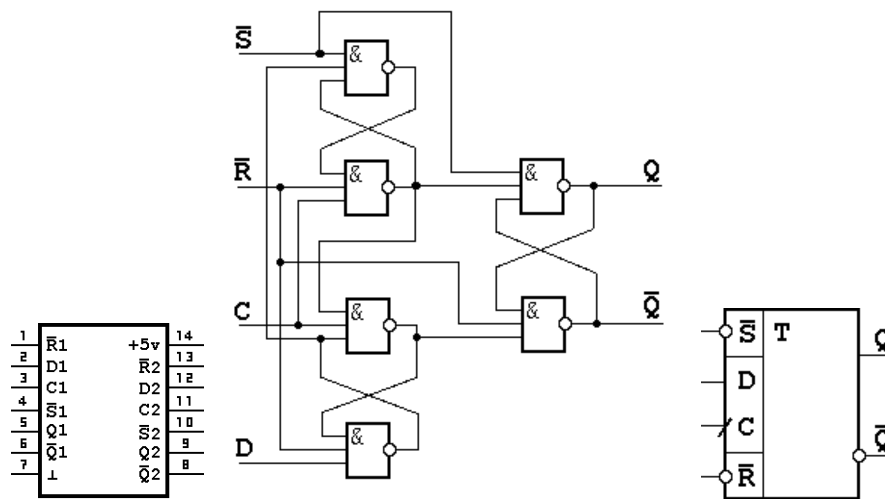 S̅
&
R̅
&
&
Q
C
&
&
Q̅
D
&
1 R̅1 +5v 14
2 D1 R̅2 13
3 C1 D2 12
4 S̅1 C2 11
5 Q1 S̅2 10
6 Q̅1 Q2 9
7 ⊥ Q̅2 8
S̅ T
Q
D
C
R̅
Q̅